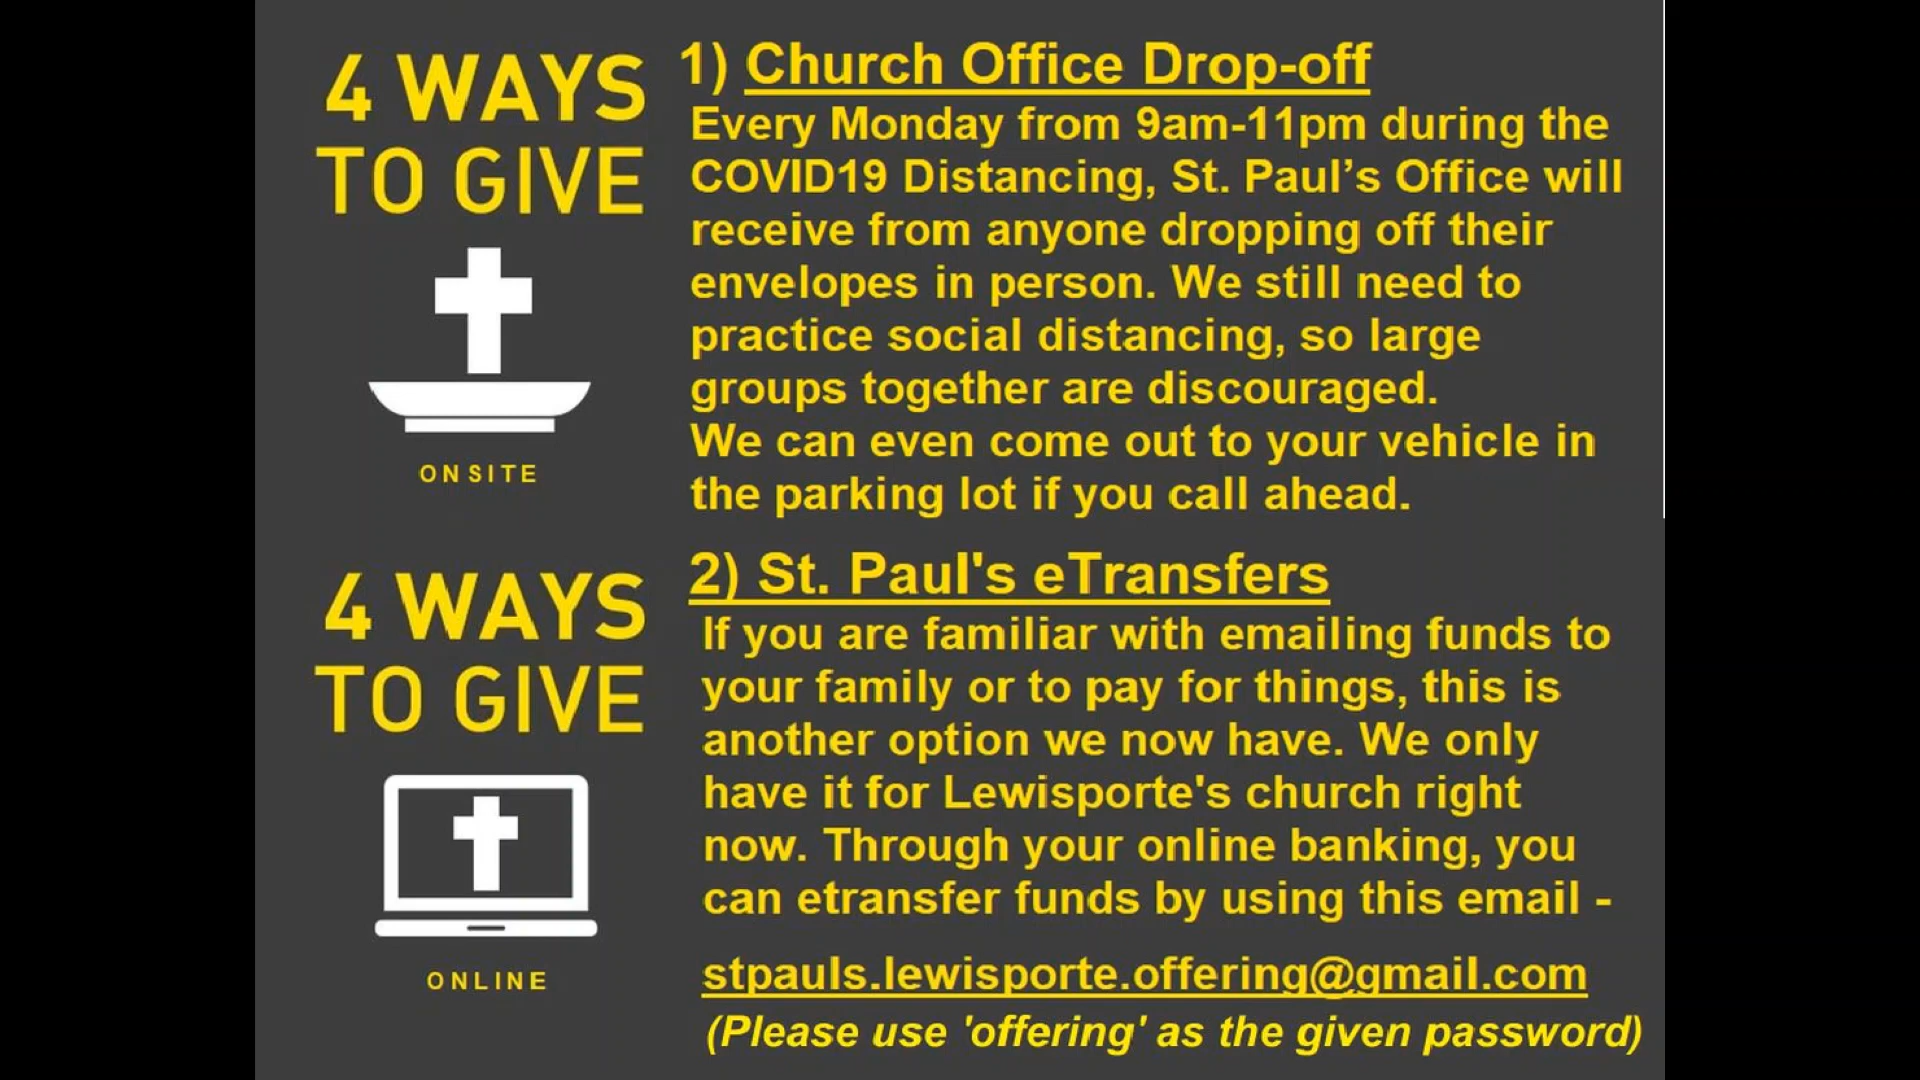 4 WAYS
TO GIVE
ONSITE
1) Church Office Drop-off
Every Monday from 9am-11pm during the
COVID19 Distancing, St. Paul’s Office will
receive from anyone dropping off their
envelopes in person. We still need to
practice social distancing, so large
groups together are discouraged.
We can even come out to your vehicle in
the parking lot if you call ahead.
4 WAYS
TO GIVE
ONLINE
2) St. Paul's eTransfers
If you are familiar with emailing funds to
your family or to pay for things, this is
another option we now have. We only
have it for Lewisporte's church right
now. Through your online banking, you
can etransfer funds by using this email -
stpauls.lewisporte.offering@gmail.com
(Please use 'offering' as the given password)